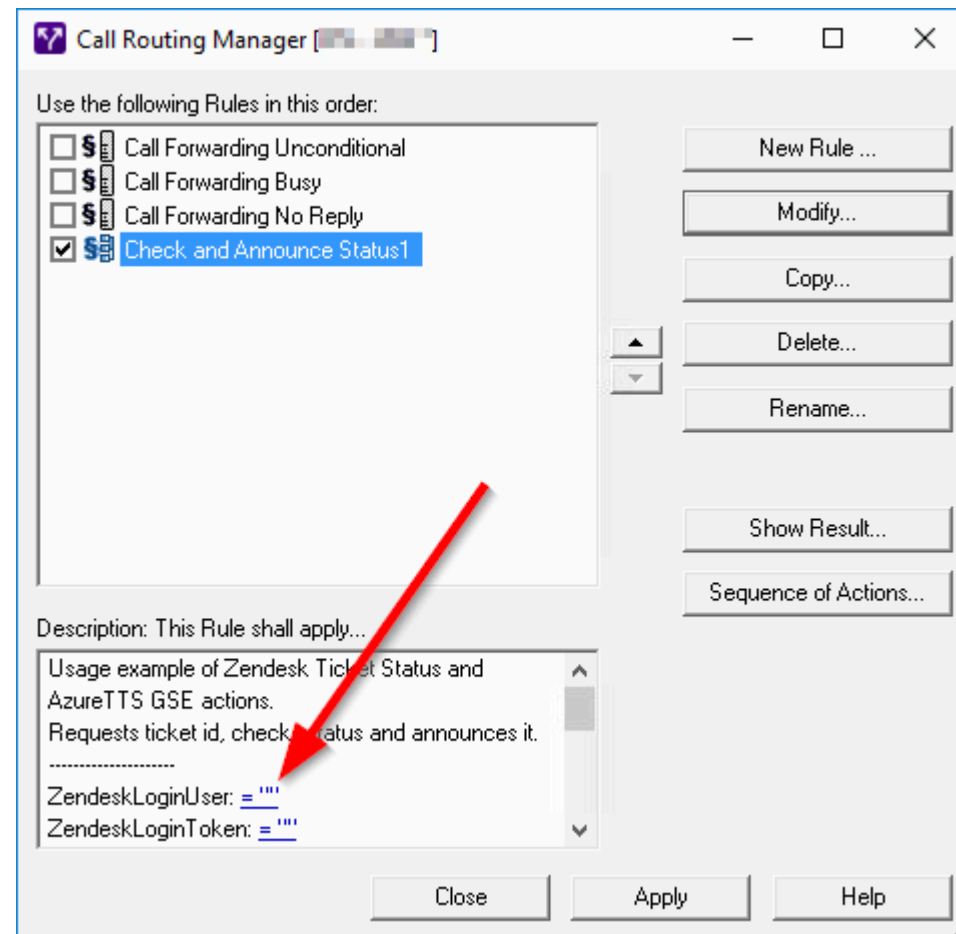 Call Routing Manager [
]
Use the following Rules in this order:
Call Forwarding Unconditional
Call Forwarding Busy
Call Forwarding No Reply
Check and Announce Status1
New Rule ...
Modify...
Copy...
Delete...
Rename...
Show Result...
Sequence of Actions...
Description: This Rule shall apply...
Usage example of Zendesk Ticket Status and
AzureTTS GSE actions.
Requests ticket id, check status and announces it.
---------------------
ZendeskLoginUser: = ""
ZendeskLoginToken: = ""
Close
Apply
Help